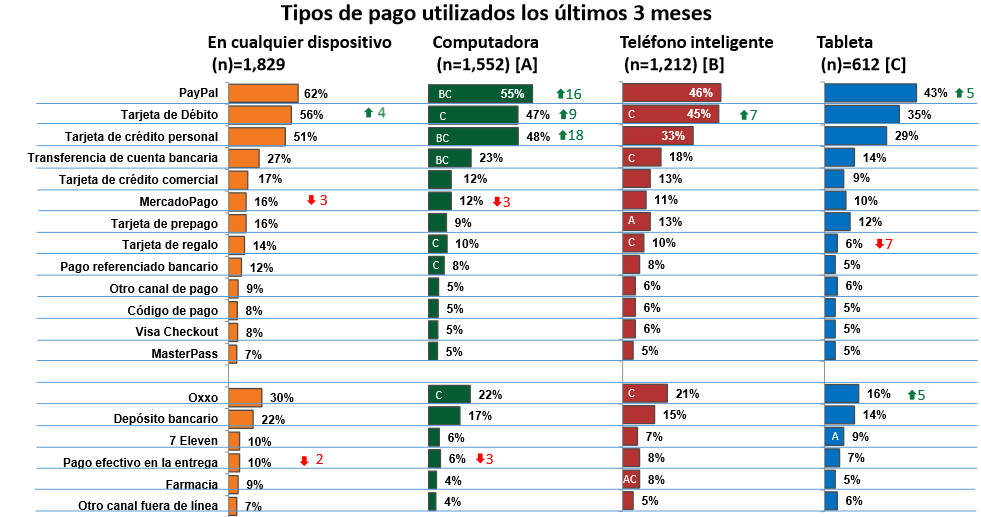 Tipos de pago utilizados los últimos 3 meses
En cualquier dispositivo Computadora Teléfono inteligente Tableta
(n)=1,829 (n=1,552) [A] (n=1,212) [B] (n)=612 [C]
PayPal 62% BC 55% 16 46% 43% 5
Tarjeta de Débito 56% 4 C 47% 9 C 45% 7 35%
Tarjeta de crédito personal 51% BC 48% 18 33% 29%
Transferencia de cuenta bancaria 27% BC 23% C 18% 14%
Tarjeta de crédito comercial 17% 12% 13% 9%
MercadoPago 16% 3 12% 3 11% 10%
Tarjeta de prepago 16% 9% A 13% 12%
Tarjeta de regalo 14% C 10% C 10% 6% 7
Pago referenciado bancario 12% C 8% 8% 5%
Otro canal de pago 9% 5% 6% 6%
Código de pago 8% 5% 6% 5%
Visa Checkout 8% 5% 6% 5%
MasterPass 7% 5% 5% 5%
Oxxo 30% C 22% C 21% 16% 5
Depósito bancario 22% 17% 15% 14%
7 Eleven 10% 6% 7% A 9%
Pago efectivo en la entrega 10% 2 6% 3 8% 7%
Farmacia 9% 4% AC 8% 5%
Otro canal fuera de línea 7% 4% 5% 6%